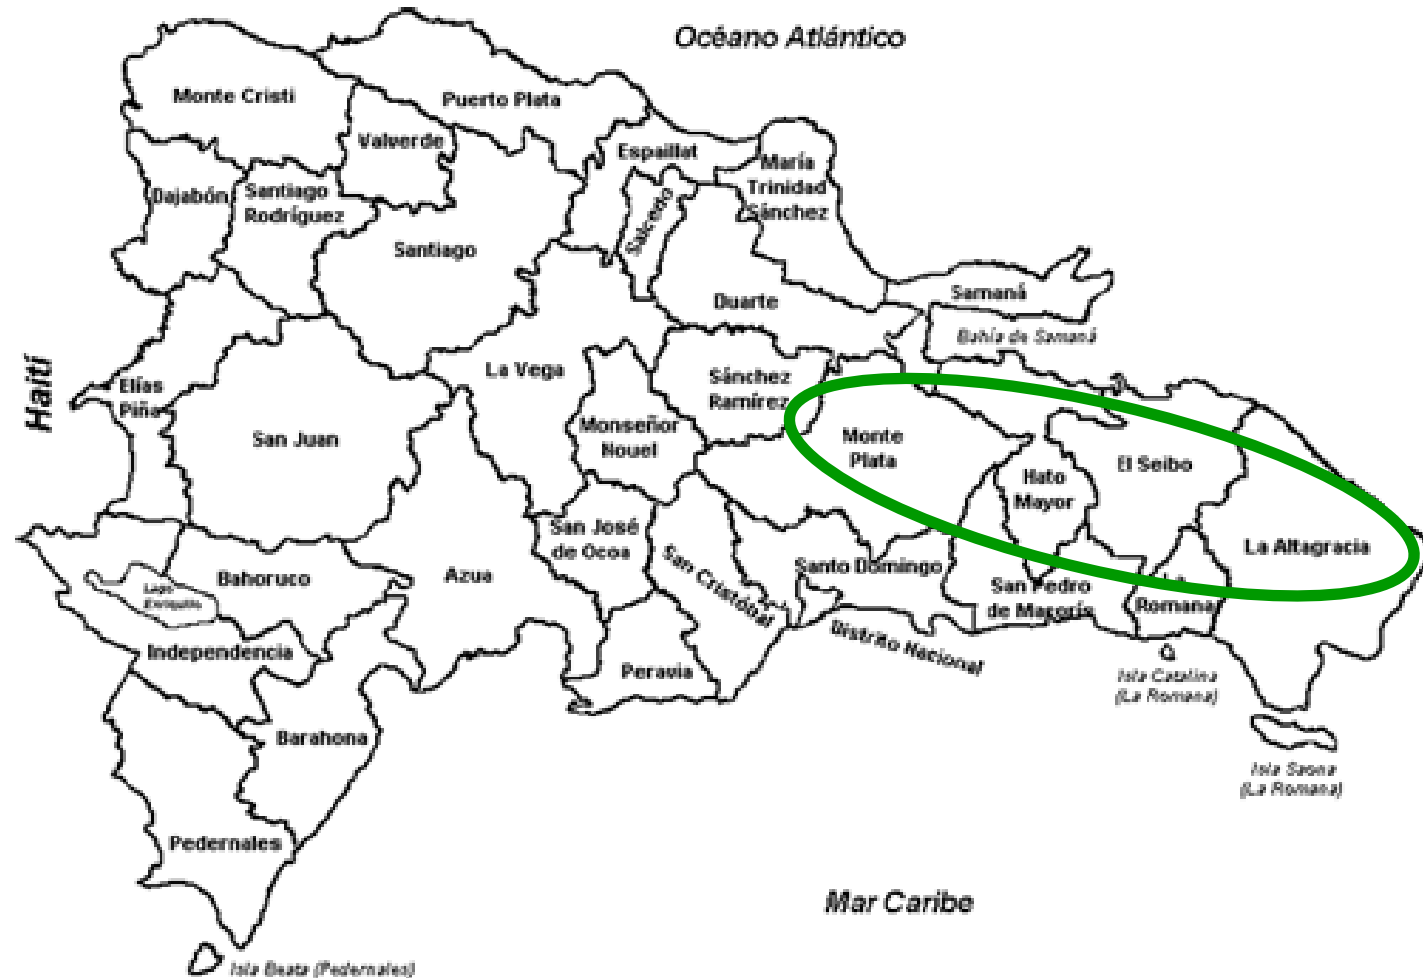 Océano Atlántico
Monte Cristi
Puerto Plata
Valverde
Espaillat
María
Trinidad
Sánchez
Dajabón
Santiago
Rodríguez
Salcedo
Santiago
Samaná
Duarte
Bahía de Samaná
Haití
La Vega
Sánchez
Ramírez
Elías
Piña
San Juan
Monseñor
Nouel
Monte
Plata
El Seibo
Hato
Mayor
San José
de Ocoa
La Altagracia
Azua
San Cristóbal
Santo Domingo
Bahoruco
Lago
Enriquillo
San Pedro
de Macorís
La
Romana
Distrito Nacional
Independencia
Peravia
Isla Catalina
(La Romana)
Barahona
Isla Saona
(La Romana)
Pedernales
Mar Caribe
Isla Beata (Pedernales)